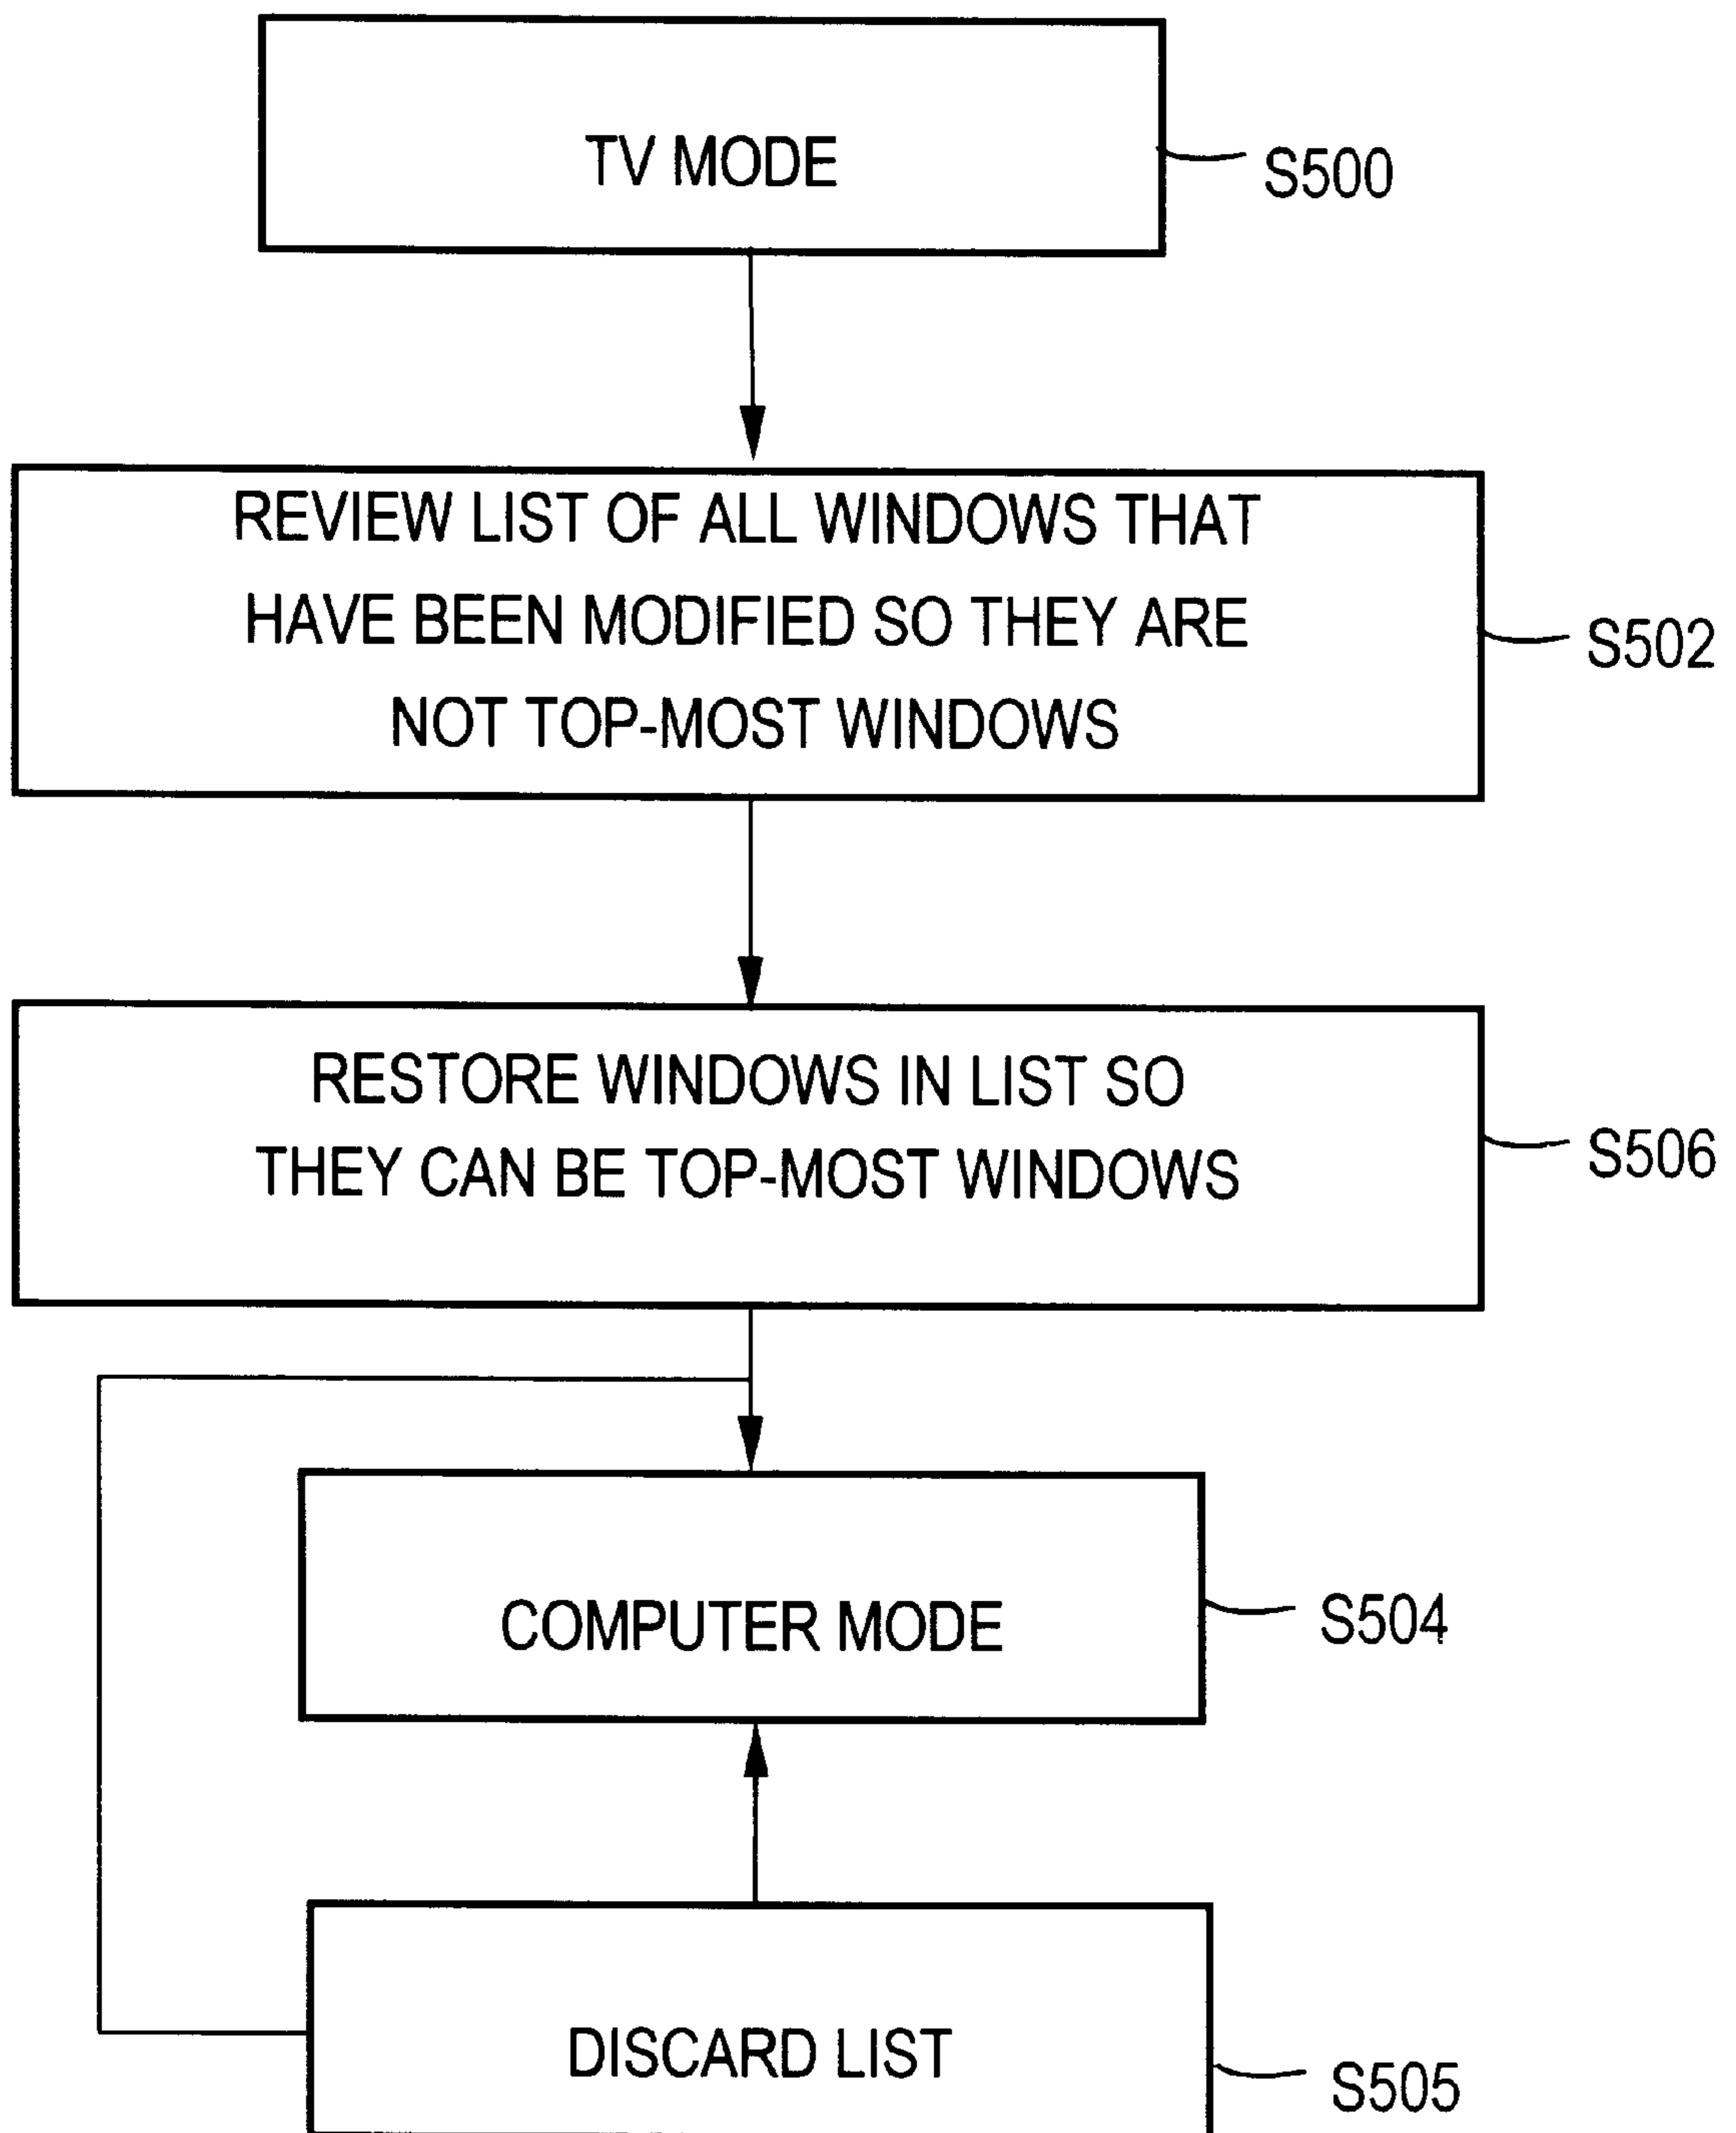 TV MODE
S500
REVIEW LIST OF ALL WINDOWS THAT
HAVE BEEN MODIFIED SO THEY ARE
NOT TOP-MOST WINDOWS
S502
RESTORE WINDOWS IN LIST SO
THEY CAN BE TOP-MOST WINDOWS
S506
COMPUTER MODE
S504
DISCARD LIST
S505